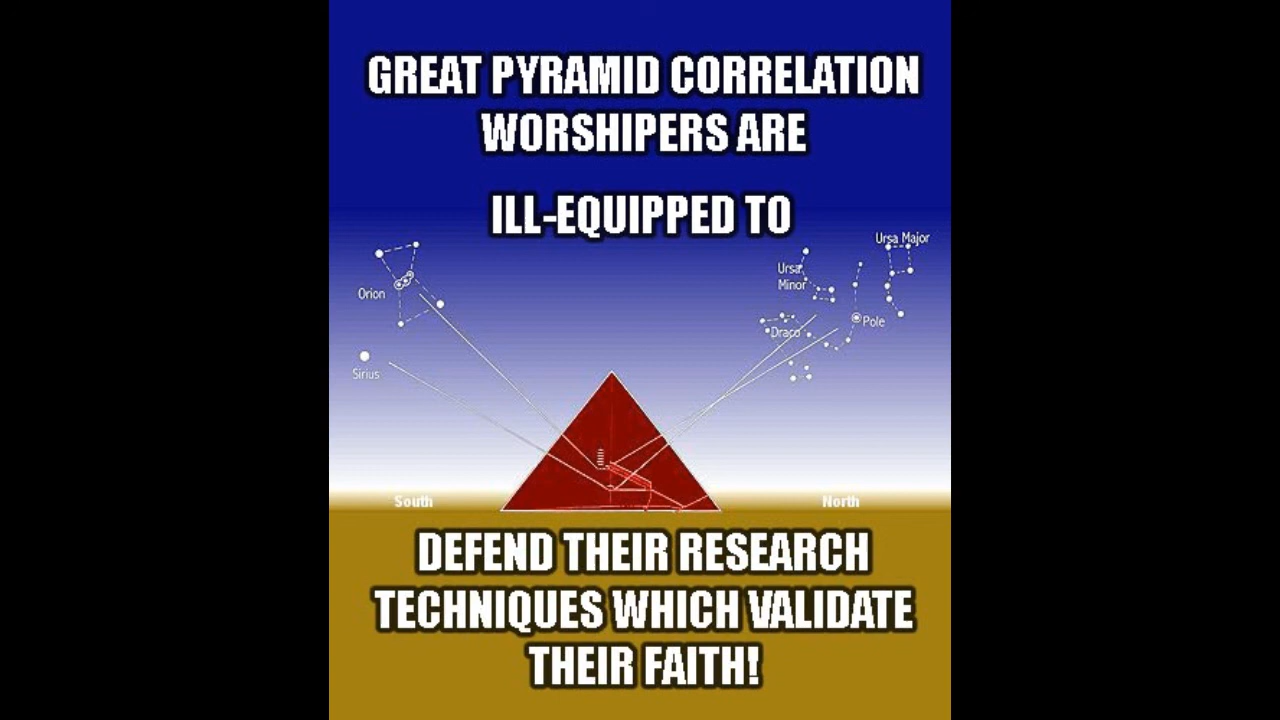 GREAT PYRAMID CORRELATION
WORSHIPERS ARE
ILL-EQUIPPED TO
Ursa Major
Ursa
Minor
Orion
Pole
Draco
Sirius
South
North
DEFEND THEIR RESEARCH
TECHNIQUES WHICH VALIDATE
THEIR FAITH!